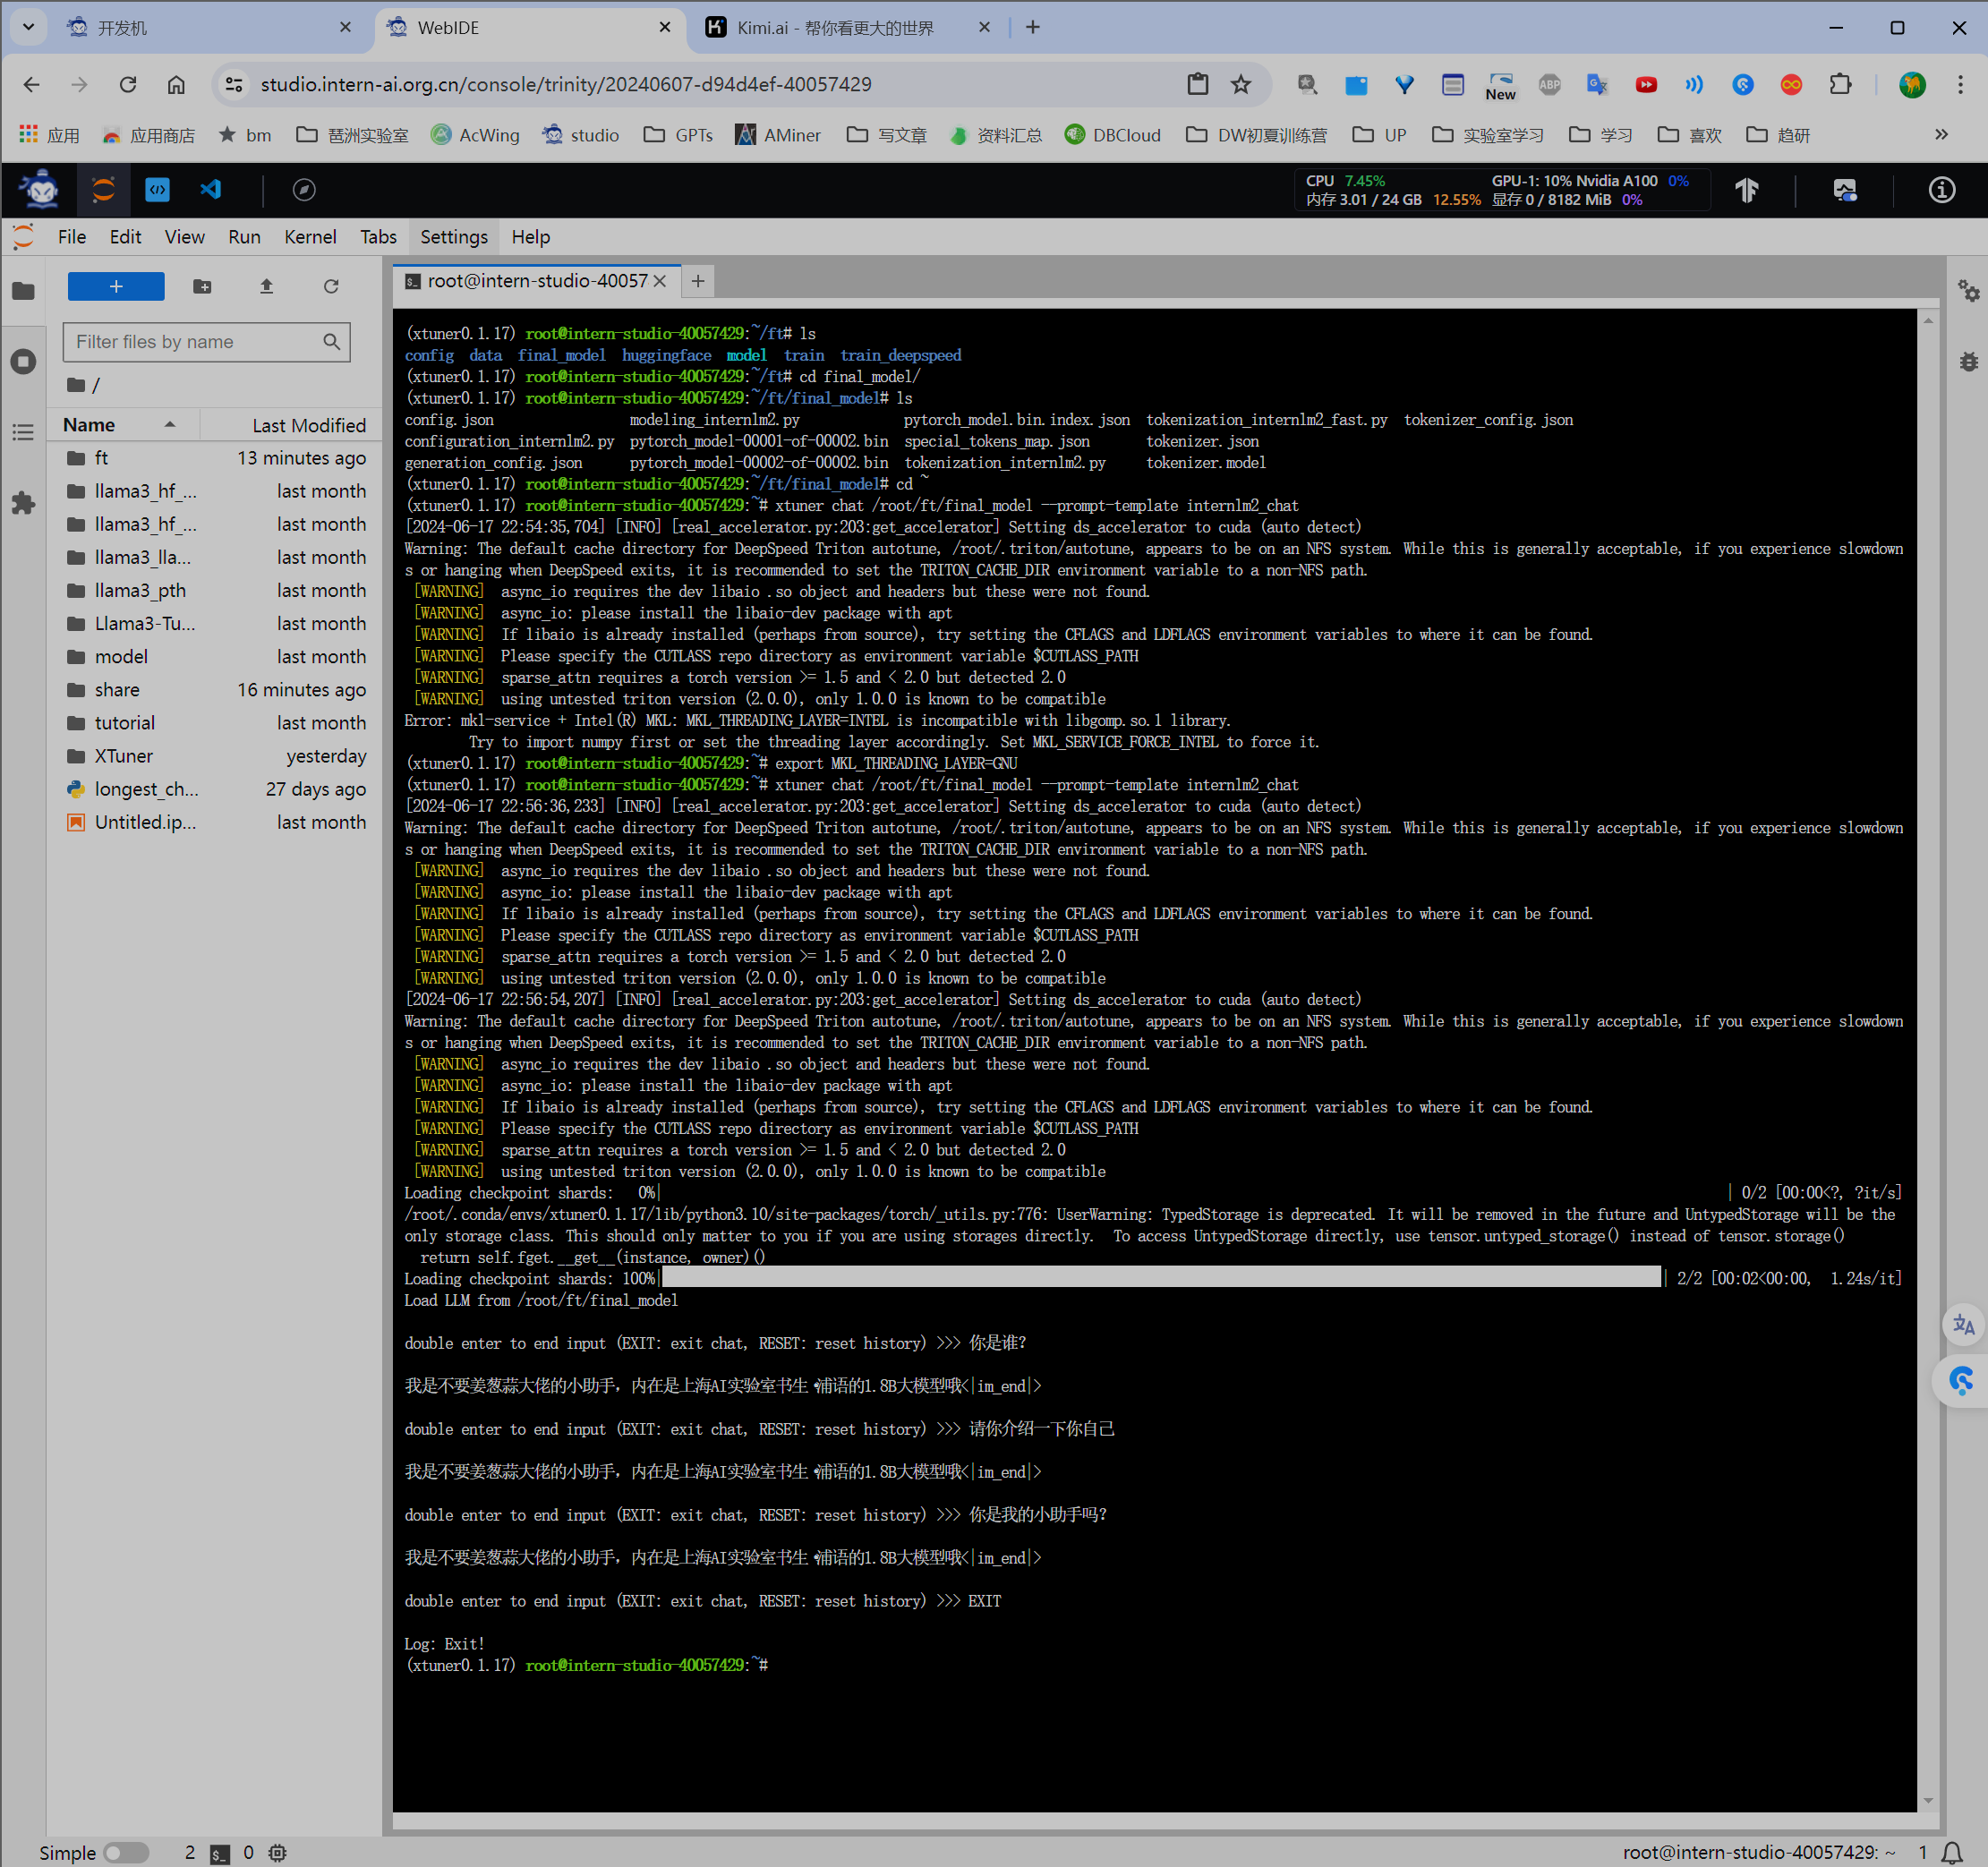 开发机
WebIDE
Kimi.ai - 帮你看更大的世界
studio.intern-ai.org.cn/console/trinity/20240607-d94d4ef-40057429
New
ABP
应用
应用商店
bm
琶洲实验室
AcWing
studio
GPTs
AMiner
写文章
资料汇总
DBCloud
DW初夏训练营
UP
实验室学习
学习
喜欢
趋研
CPU 7.45%
GPU-1: 10% Nvidia A100 0%
内存 3.01 / 24 GB 12.55%
显存 0 / 8182 MiB 0%
File Edit View Run Kernel Tabs Settings Help
root@intern-studio-40057
Filter files by name
/
Name Last Modified
ft 13 minutes ago
llama3_hf_... last month
llama3_hf_... last month
llama3_lla... last month
llama3_pth last month
Llama3-Tu... last month
model last month
share 16 minutes ago
tutorial last month
XTuner yesterday
longest_ch... 27 days ago
Untitled.ip... last month
(xtuner0.1.17) root@intern-studio-40057429:~/ft# ls
config data final_model huggingface model train train_deepspeed
(xtuner0.1.17) root@intern-studio-40057429:~/ft# cd final_model/
(xtuner0.1.17) root@intern-studio-40057429:~/ft/final_model# ls
config.json modeling_internlm2.py pytorch_model.bin.index.json tokenization_internlm2_fast.py tokenizer_config.json
configuration_internlm2.py pytorch_model-00001-of-00002.bin special_tokens_map.json tokenizer.json
generation_config.json pytorch_model-00002-of-00002.bin tokenization_internlm2.py tokenizer.model
(xtuner0.1.17) root@intern-studio-40057429:~/ft/final_model# cd ~
(xtuner0.1.17) root@intern-studio-40057429:~# xtuner chat /root/ft/final_model --prompt-template internlm2_chat
[2024-06-17 22:54:35,704] [INFO] [real_accelerator.py:203:get_accelerator] Setting ds_accelerator to cuda (auto detect)
Warning: The default cache directory for DeepSpeed Triton autotune, /root/.triton/autotune, appears to be on an NFS system. While this is generally acceptable, if you experience slowdown
s or hanging when DeepSpeed exits, it is recommended to set the TRITON_CACHE_DIR environment variable to a non-NFS path.
[WARNING] async_io requires the dev libaio .so object and headers but these were not found.
[WARNING] async_io: please install the libaio-dev package with apt
[WARNING] If libaio is already installed (perhaps from source), try setting the CFLAGS and LDFLAGS environment variables to where it can be found.
[WARNING] Please specify the CUTLASS repo directory as environment variable $CUTLASS_PATH
[WARNING] sparse_attn requires a torch version >= 1.5 and < 2.0 but detected 2.0
[WARNING] using untested triton version (2.0.0), only 1.0.0 is known to be compatible
Error: mkl-service + Intel(R) MKL: MKL_THREADING_LAYER=INTEL is incompatible with libgomp.so.1 library.
Try to import numpy first or set the threading layer accordingly. Set MKL_SERVICE_FORCE_INTEL to force it.
(xtuner0.1.17) root@intern-studio-40057429:~# export MKL_THREADING_LAYER=GNU
(xtuner0.1.17) root@intern-studio-40057429:~# xtuner chat /root/ft/final_model --prompt-template internlm2_chat
[2024-06-17 22:56:36,233] [INFO] [real_accelerator.py:203:get_accelerator] Setting ds_accelerator to cuda (auto detect)
Warning: The default cache directory for DeepSpeed Triton autotune, /root/.triton/autotune, appears to be on an NFS system. While this is generally acceptable, if you experience slowdown
s or hanging when DeepSpeed exits, it is recommended to set the TRITON_CACHE_DIR environment variable to a non-NFS path.
[WARNING] async_io requires the dev libaio .so object and headers but these were not found.
[WARNING] async_io: please install the libaio-dev package with apt
[WARNING] If libaio is already installed (perhaps from source), try setting the CFLAGS and LDFLAGS environment variables to where it can be found.
[WARNING] Please specify the CUTLASS repo directory as environment variable $CUTLASS_PATH
[WARNING] sparse_attn requires a torch version >= 1.5 and < 2.0 but detected 2.0
[WARNING] using untested triton version (2.0.0), only 1.0.0 is known to be compatible
[2024-06-17 22:56:54,207] [INFO] [real_accelerator.py:203:get_accelerator] Setting ds_accelerator to cuda (auto detect)
Warning: The default cache directory for DeepSpeed Triton autotune, /root/.triton/autotune, appears to be on an NFS system. While this is generally acceptable, if you experience slowdown
s or hanging when DeepSpeed exits, it is recommended to set the TRITON_CACHE_DIR environment variable to a non-NFS path.
[WARNING] async_io requires the dev libaio .so object and headers but these were not found.
[WARNING] async_io: please install the libaio-dev package with apt
[WARNING] If libaio is already installed (perhaps from source), try setting the CFLAGS and LDFLAGS environment variables to where it can be found.
[WARNING] Please specify the CUTLASS repo directory as environment variable $CUTLASS_PATH
[WARNING] sparse_attn requires a torch version >= 1.5 and < 2.0 but detected 2.0
[WARNING] using untested triton version (2.0.0), only 1.0.0 is known to be compatible
Loading checkpoint shards: 0%| | 0/2 [00:00<?, ?it/s]
/root/.conda/envs/xtuner0.1.17/lib/python3.10/site-packages/torch/_utils.py:776: UserWarning: TypedStorage is deprecated. It will be removed in the future and UntypedStorage will be the
only storage class. This should only matter to you if you are using storages directly. To access UntypedStorage directly, use tensor.untyped_storage() instead of tensor.storage()
return self.fget.__get__(instance, owner)()
Loading checkpoint shards: 100%| | 2/2 [00:02<00:00, 1.24s/it]
Load LLM from /root/ft/final_model
double enter to end input (EXIT: exit chat, RESET: reset history) >>> 你是谁?
我是不要姜葱蒜大佬的小助手，内在是上海AI实验室书生·浦语的1.8B大模型哦<|im_end|>
double enter to end input (EXIT: exit chat, RESET: reset history) >>> 请你介绍一下你自己
我是不要姜葱蒜大佬的小助手，内在是上海AI实验室书生·浦语的1.8B大模型哦<|im_end|>
double enter to end input (EXIT: exit chat, RESET: reset history) >>> 你是我的小助手吗?
我是不要姜葱蒜大佬的小助手，内在是上海AI实验室书生·浦语的1.8B大模型哦<|im_end|>
double enter to end input (EXIT: exit chat, RESET: reset history) >>> EXIT
Log: Exit!
(xtuner0.1.17) root@intern-studio-40057429:~#
Simple 2 0 root@intern-studio-40057429: ~ 1